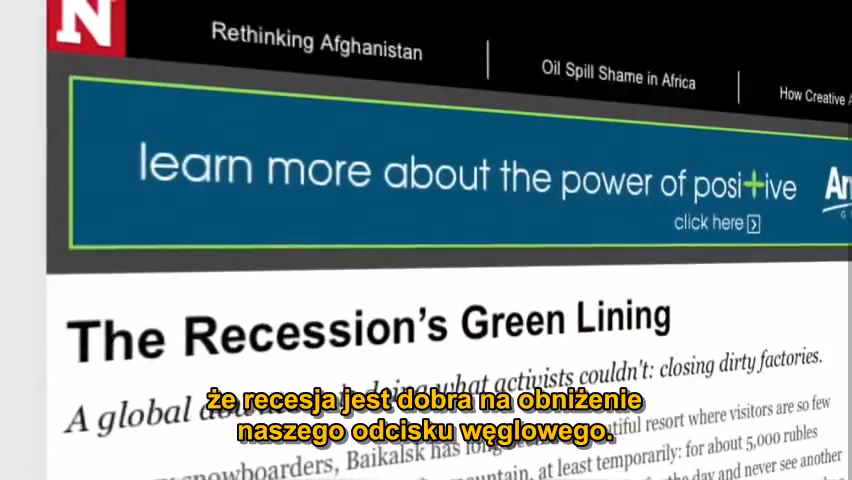 N
Rethinking Afghanistan
Oil Spill Shame in Africa
How Creative
learn more about the power of posi+ive
click here
The Recession's Green Lining
A global doing what activists couldn't: closing dirty factories.
że recesja jest dobra na obniżenie
naszego odcisku węglowego.
resort where visitors are so few
snowboarders, Baikalsk has
at least temporarily: for about 5,000 rubles
day and never see another